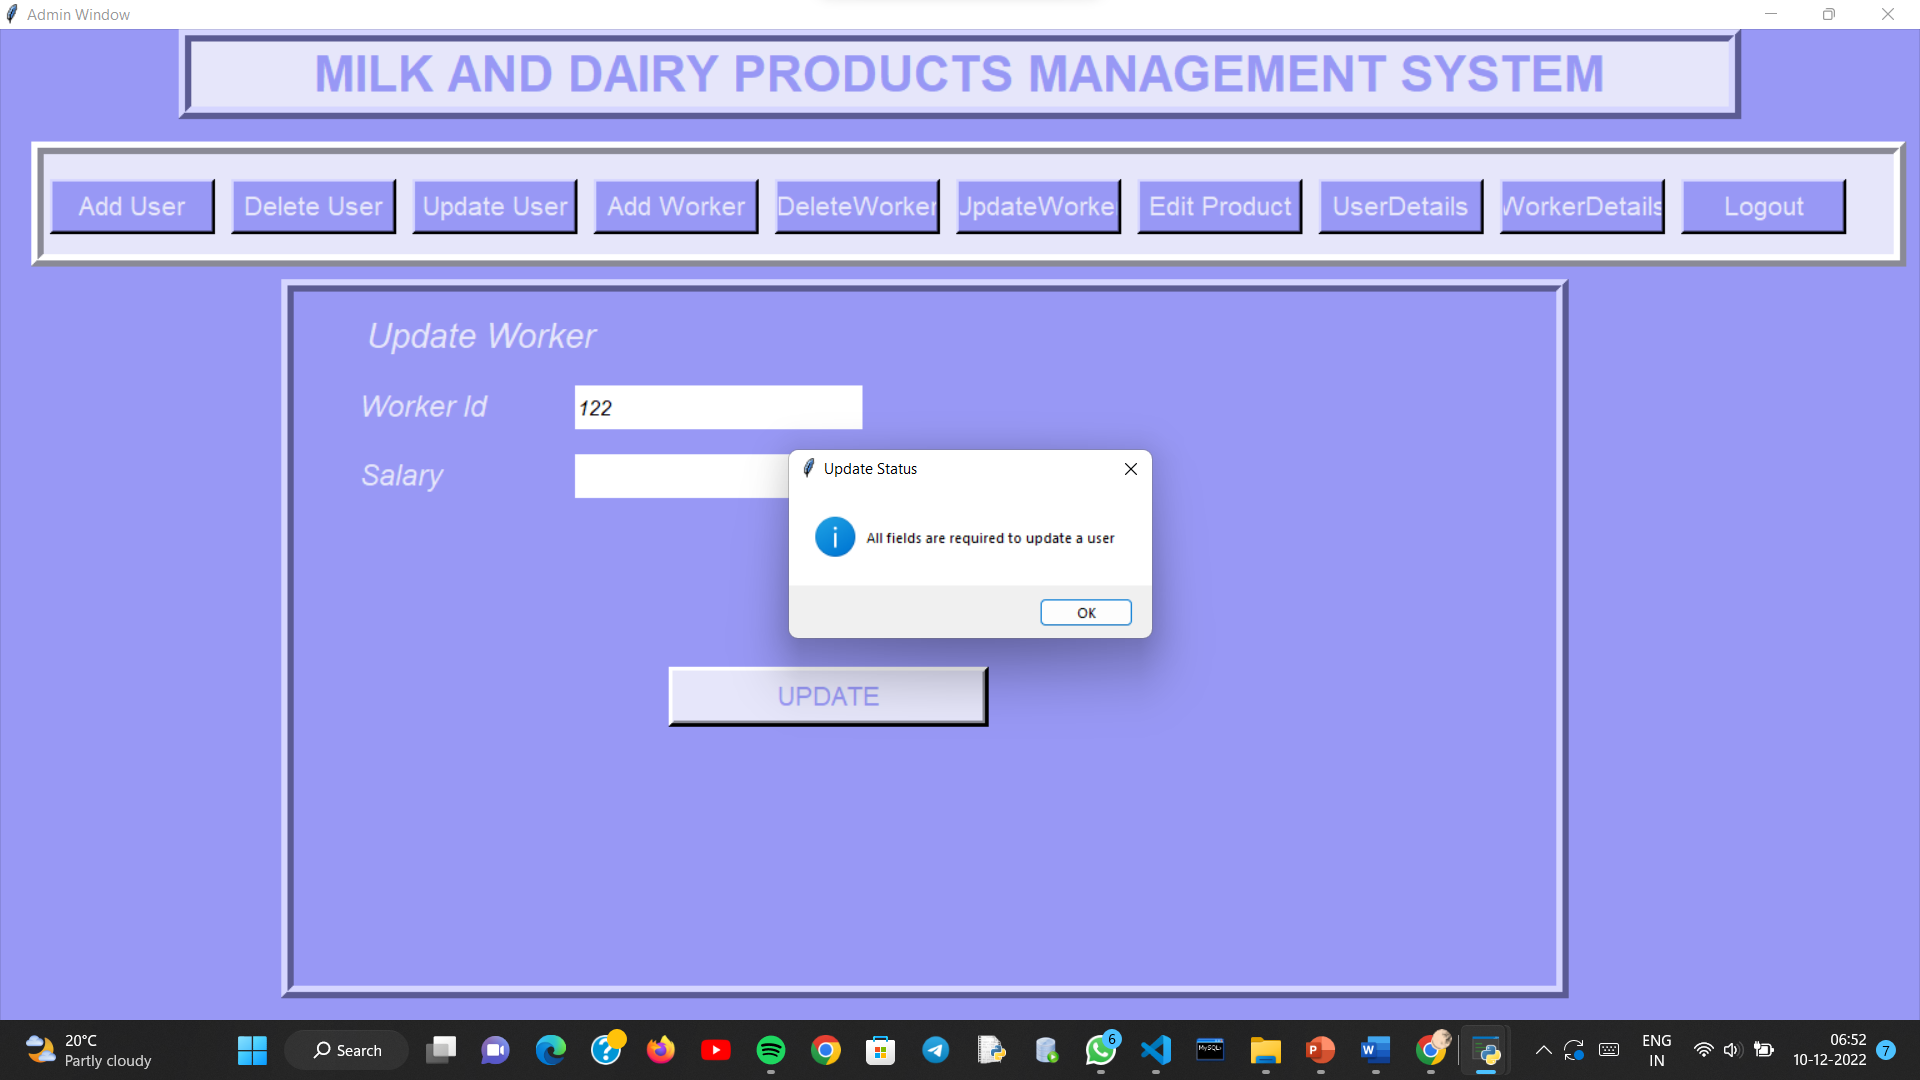 Admin Window
MILK AND DAIRY PRODUCTS MANAGEMENT SYSTEM
Add User Delete User Update User Add Worker DeleteWorker UpdateWorke Edit Product UserDetails WorkerDetails Logout
Update Worker
Worker Id 122
Salary
Update Status
All fields are required to update a user
OK
UPDATE
20°C
Partly cloudy
Search
6
MySQL
ENG
IN
06:52
10-12-2022
7